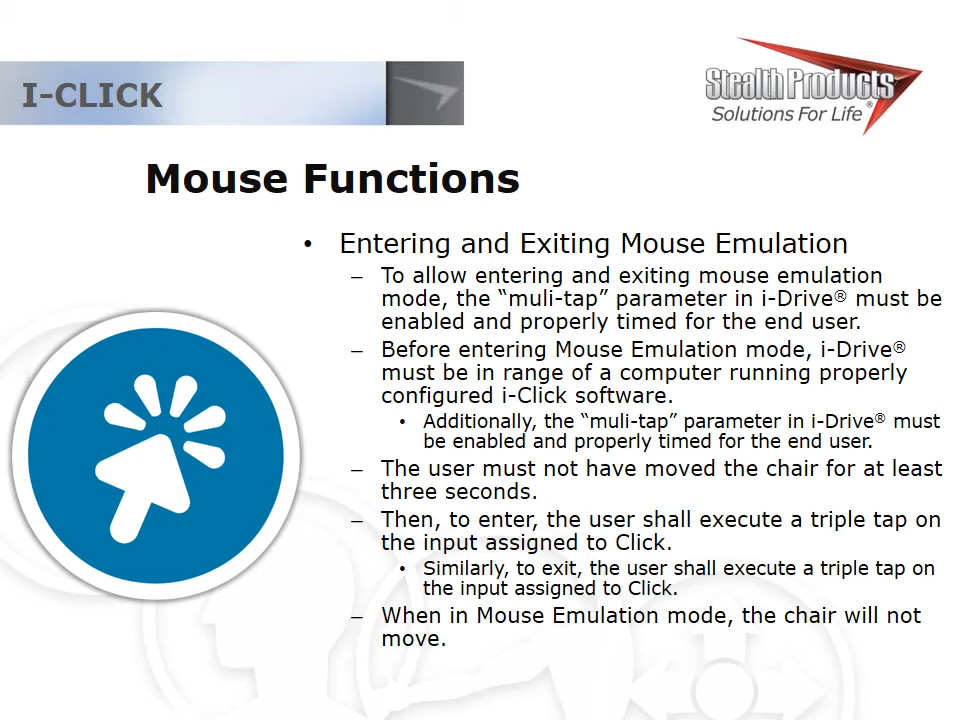 I-CLICK
Stealth Products®
Solutions For Life
Mouse Functions
• Entering and Exiting Mouse Emulation
– To allow entering and exiting mouse emulation
mode, the “muli-tap” parameter in i-Drive® must be
enabled and properly timed for the end user.
– Before entering Mouse Emulation mode, i-Drive®
must be in range of a computer running properly
configured i-Click software.
• Additionally, the “muli-tap” parameter in i-Drive® must
be enabled and properly timed for the end user.
– The user must not have moved the chair for at least
three seconds.
– Then, to enter, the user shall execute a triple tap on
the input assigned to Click.
• Similarly, to exit, the user shall execute a triple tap on
the input assigned to Click.
– When in Mouse Emulation mode, the chair will not
move.